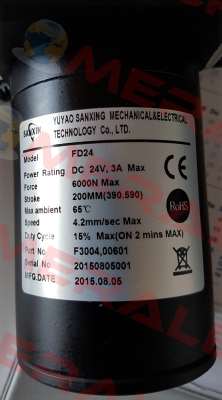 SANXIN
YUYAO SANXING MECHANICAL&ELECTRICAL
TECHNOLOGY Co., LTD.
Model FD24
Power Rating DC 24V, 3A Max
Force 6000N Max
Stroke 200MM(390.590)
Max ambient 65℃
Speed 4.2mm/sec Max
Duty Cycle 15% Max(ON 2 mins MAX)
Part No F3004,00601
Serial No 20150805001
MFG.DATE 2015.08.05
CE
RoHS